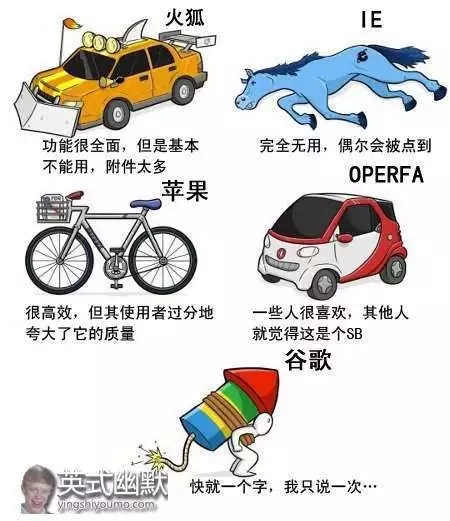 火狐
IE
功能很全面，但是基本
不能用，附件太多
完全无用，偶尔会被点到
苹果
OPERFA
很高效，但其使用者过分地
夸大了它的质量
一些人很喜欢，其他人
就觉得这是个SB
谷歌
快就一个字，我只说一次…
英式幽默
yingshiyoumo.com